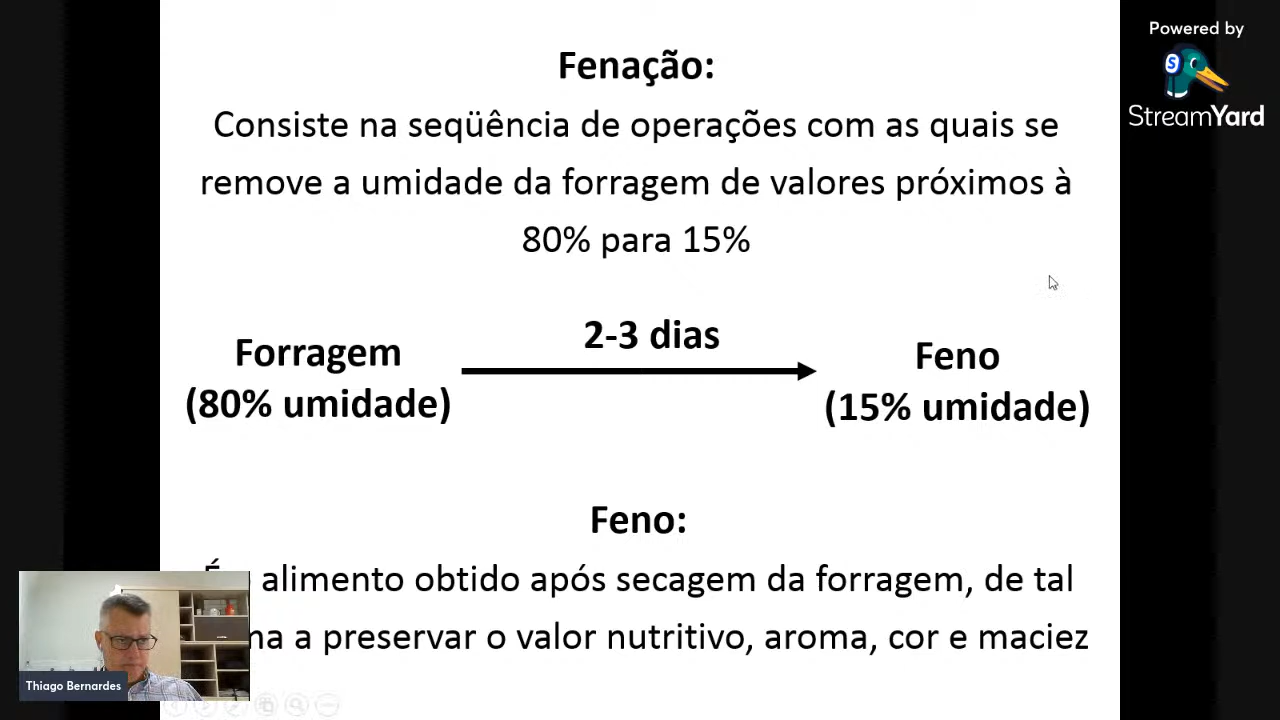 Powered by
StreamYard
Fenação:
Consiste na seqüência de operações com as quais se
remove a umidade da forragem de valores próximos à
80% para 15%
2-3 dias
Forragem
(80% umidade)
Feno
(15% umidade)
Feno:
alimento obtido após secagem da forragem, de tal
a preservar o valor nutritivo, aroma, cor e maciez
Thiago Bernardes